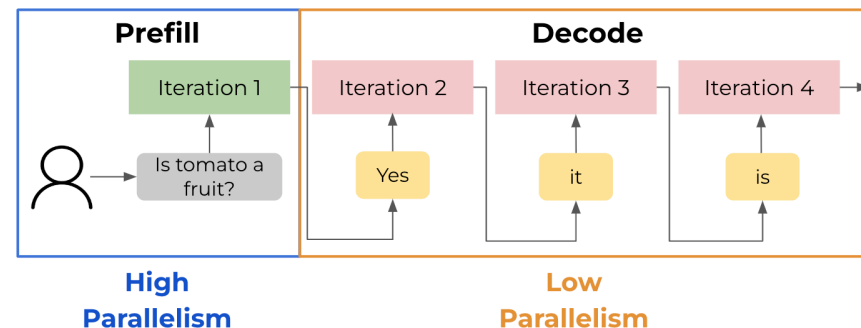 Prefill
Decode
Iteration 1
Iteration 2
Iteration 3
Iteration 4
Is tomato a
fruit?
Yes
it
is
High
Parallelism
Low
Parallelism